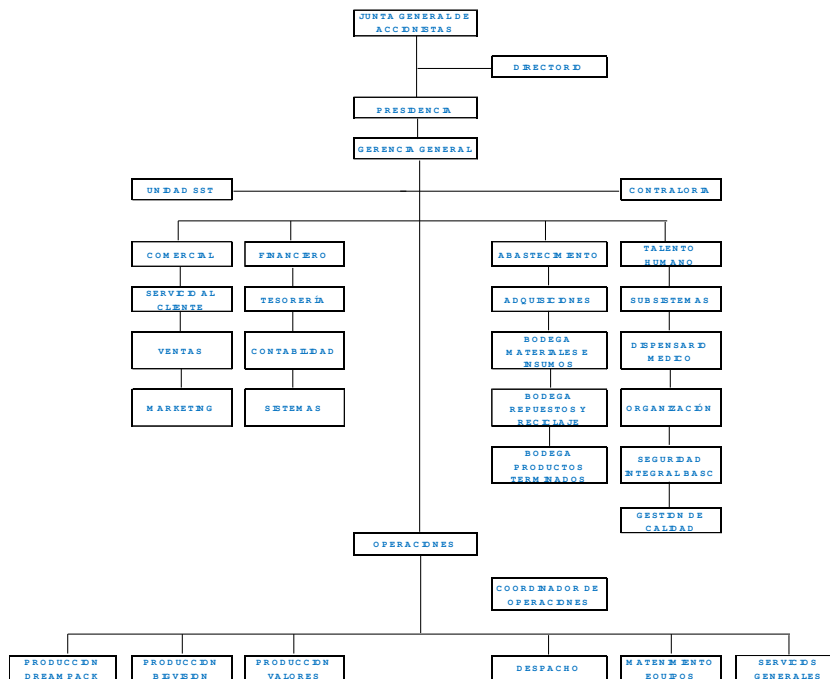 JUNTA GENERAL DE
ACCIONISTAS
DIRECTORIO
PRESIDENCIA
GERENCIA GENERAL
UNIDAD SST
CONTRALORIA
COMERCIAL
FINANCIERO
ABASTECIMIENTO
TALENTO
HUMANO
SERVICIO AL
CLIENTE
TESORERÍA
ADQUISICIONES
SUBSISTEMAS
VENTAS
CONTABILIDAD
BODEGA
MATERIALES E
INSUMOS
DISPENSARIO
MEDICO
MARKETING
SISTEMAS
BODEGA
REPUESTOS Y
RECICLAJE
ORGANIZACIÓN
BODEGA
PRODUCTOS
TERMINADOS
SEGURIDAD
INTEGRAL BASC
GESTION DE
CALIDAD
OPERACIONES
COORDINADOR DE
OPERACIONES
PRODUCCION
DREAM PACK
PRODUCCION
BIGVISION
PRODUCCION
VALORES
DESPACHO
MATENIMIENTO
EQUIPOS
SERVICIOS
GENERALES